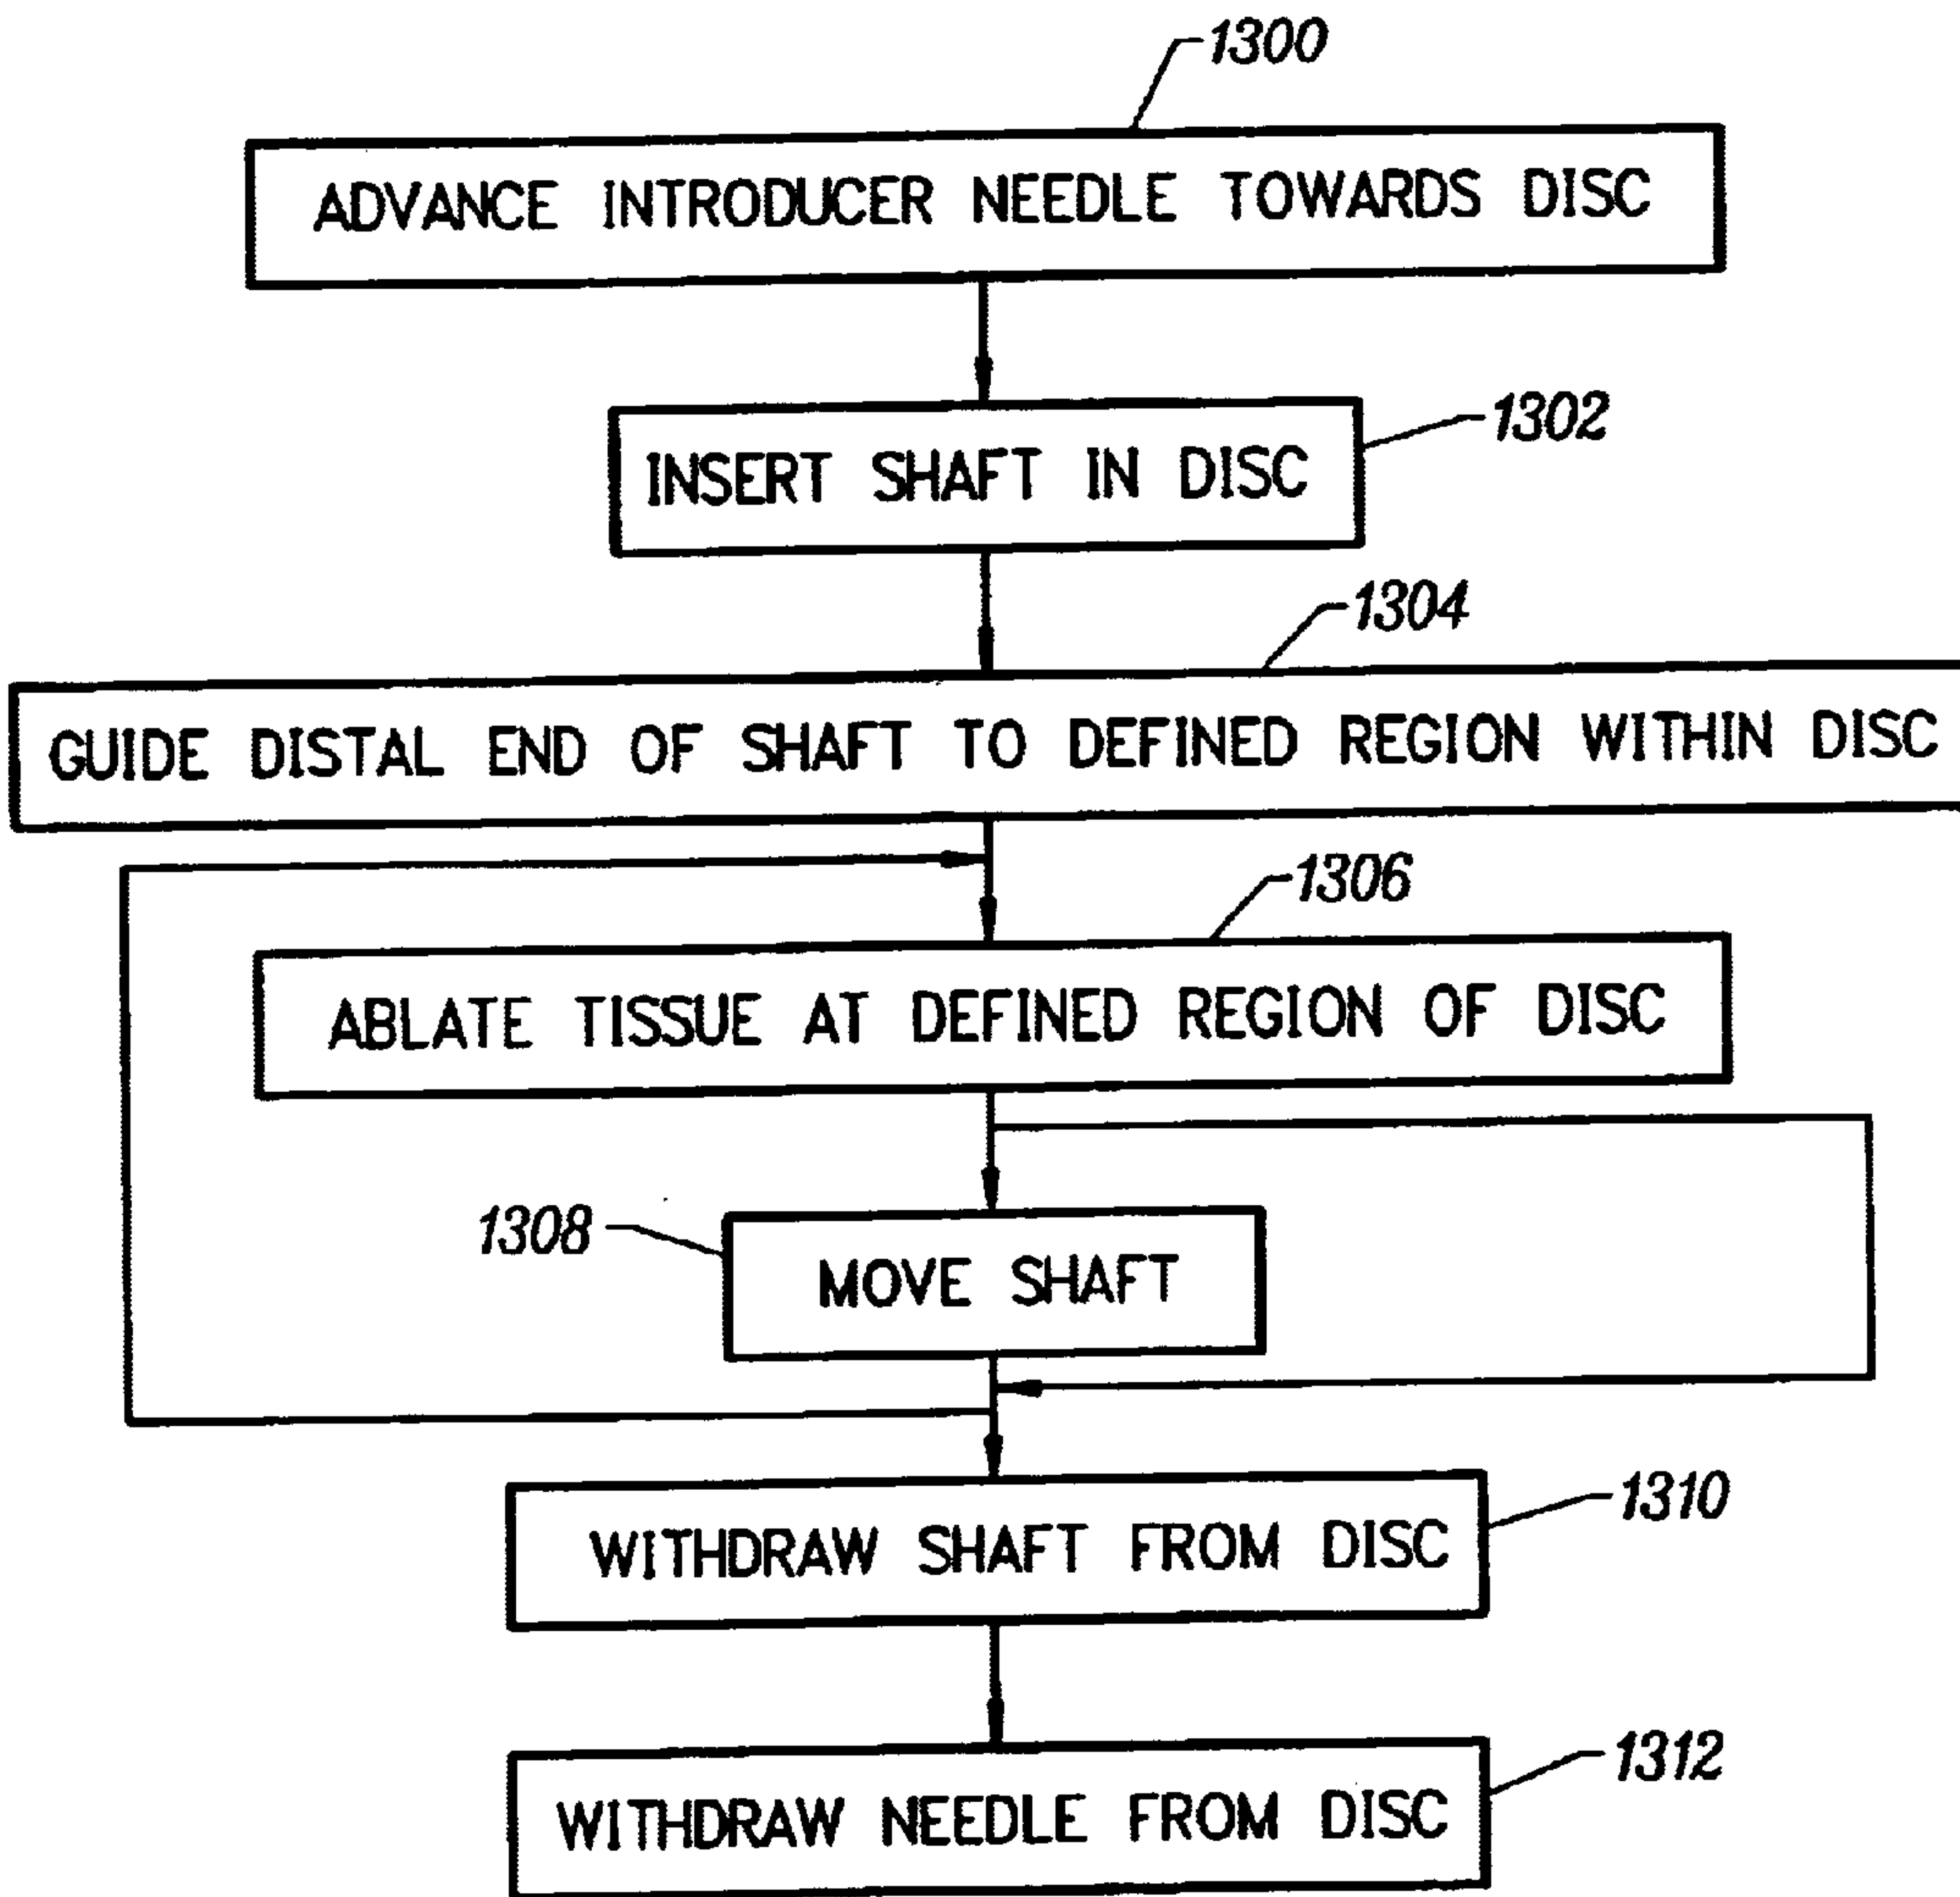 1300
ADVANCE INTRODUCER NEEDLE TOWARDS DISC
1302
INSERT SHAFT IN DISC
1304
GUIDE DISTAL END OF SHAFT TO DEFINED REGION WITHIN DISC
1306
ABLATE TISSUE AT DEFINED REGION OF DISC
1308
MOVE SHAFT
1310
WITHDRAW SHAFT FROM DISC
1312
WITHDRAW NEEDLE FROM DISC